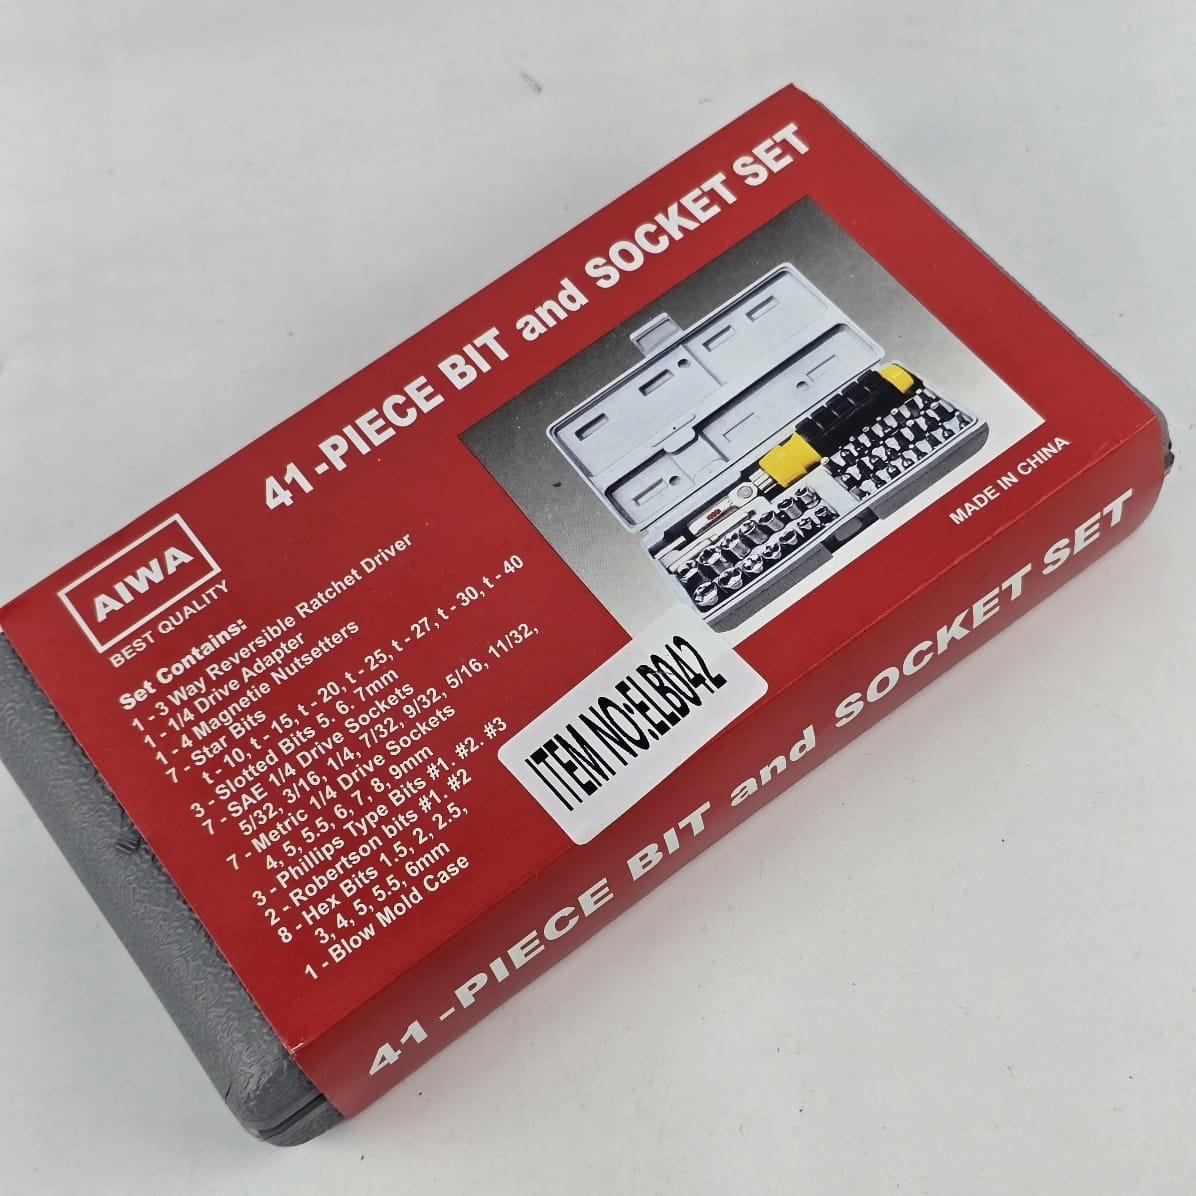 41-PIECE BIT and SOCKET SET
AIWA
BEST QUALITY
Set Contains:
1 - 3 Way Reversible Ratchet Driver
1 - 1/4 Drive Adapter
1 - 4 Magnetie Nutsetters
7 - Star Bits
t - 10, t - 15, t - 20, t - 25, t - 27, t - 30, t - 40
3 - Slotted Bits 5. 6. 7mm
7 - SAE 1/4 Drive Sockets
5/32, 3/16, 1/4, 7/32, 9/32, 5/16, 11/32,
7 - Metric 1/4 Drive Sockets
4, 5, 5.5, 6, 7, 8, 9mm
3 - Phillips Type Bits #1. #2. #3
2 - Robertson bits #1. #2
8 - Hex Bits 1.5, 2, 2.5,
3, 4, 5, 5.5, 6mm
1 - Blow Mold Case
MADE IN CHINA
ITEM NO:ELB042
41-PIECE BIT and SOCKET SET